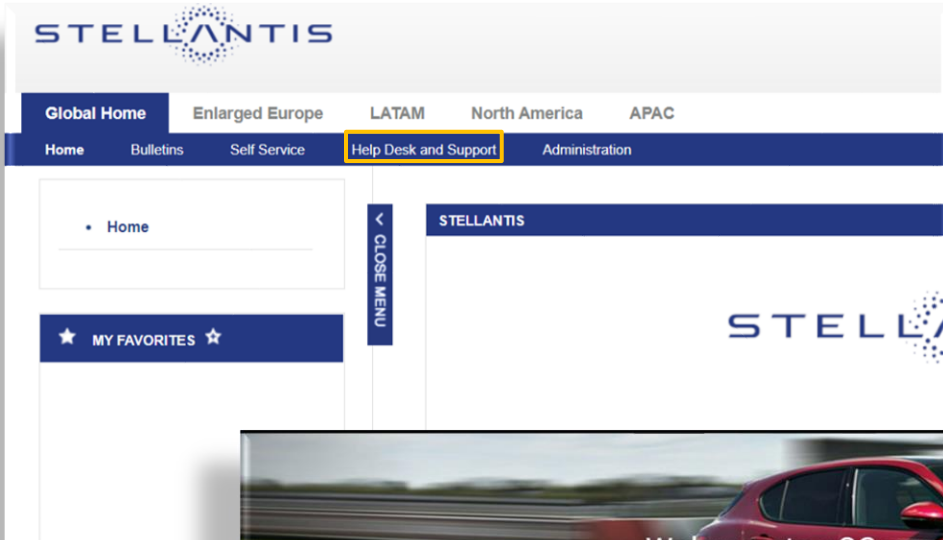 STELLANTIS
Global Home Enlarged Europe LATAM North America APAC
Home Bulletins Self Service Help Desk and Support Administration
Home
CLOSE MENU
STELLANTIS
MY FAVORITES